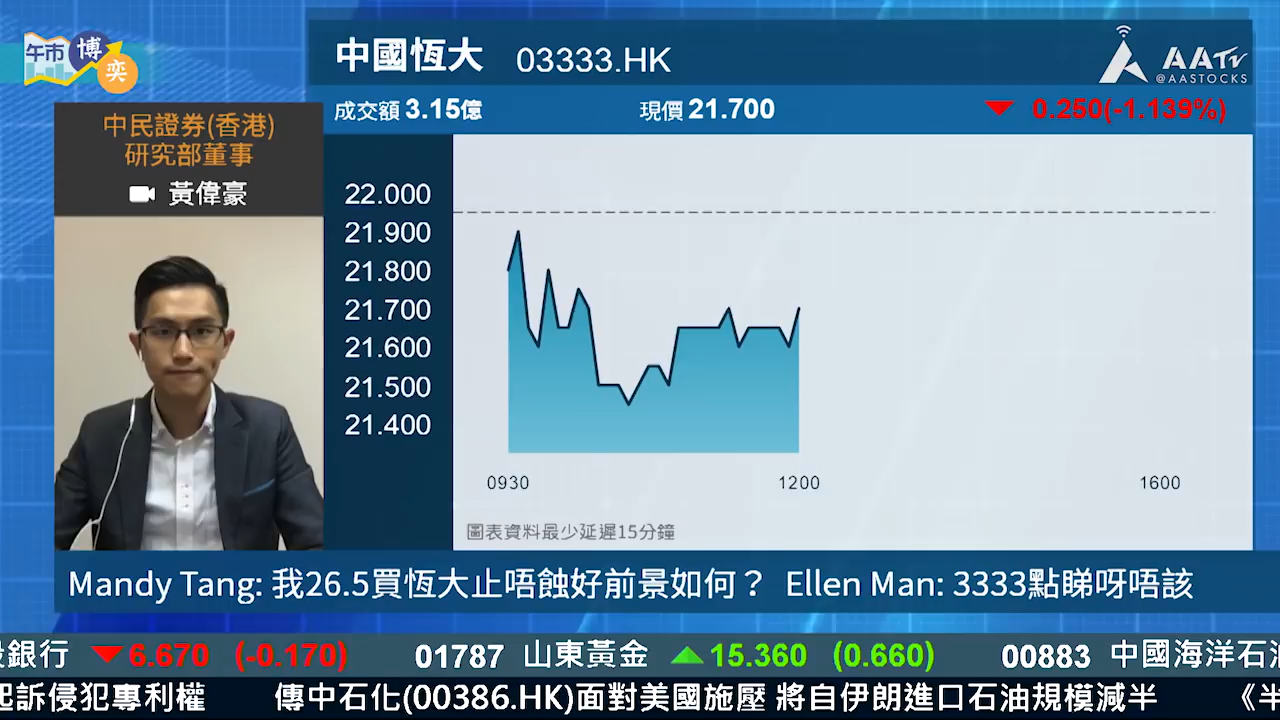 午市
博
奕
中國恆大 03333.HK
AATV
@AASTOCKS
中民證券(香港)
研究部董事
黃偉豪
成交額 3.15億 現價 21.700 0.250(-1.139%)
22.000
21.900
21.800
21.700
21.600
21.500
21.400
0930 1200 1600
圖表資料最少延遲15分鐘
Mandy Tang: 我26.5買恆大止唔蝕好前景如何？ Ellen Man: 3333點睇呀唔該
銀行 6.670 (-0.170) 01787 山東黃金 15.360 (0.660) 00883 中國海洋石油
起訴侵犯專利權 傳中石化(00386.HK)面對美國施壓 將自伊朗進口石油規模減半 《半